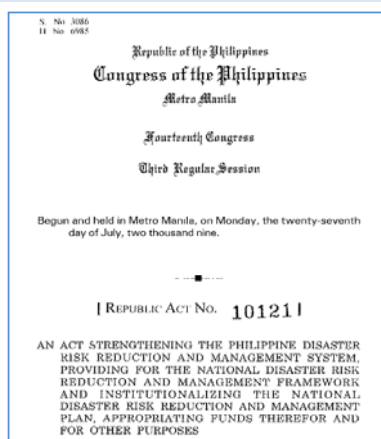 S. No 3086
H No 6985
Republic of the Philippines
Congress of the Philippines
Metro Manila
Fourteenth Congress
Third Regular Session
Begun and held in Metro Manila, on Monday, the twenty-seventh
day of July, two thousand nine.
[ REPUBLIC ACT NO. 10121 ]
AN ACT STRENGTHENING THE PHILIPPINE DISASTER
RISK REDUCTION AND MANAGEMENT SYSTEM,
PROVIDING FOR THE NATIONAL DISASTER RISK
REDUCTION AND MANAGEMENT FRAMEWORK
AND INSTITUTIONALIZING THE NATIONAL
DISASTER RISK REDUCTION AND MANAGEMENT
PLAN, APPROPRIATING FUNDS THEREFOR AND
FOR OTHER PURPOSES